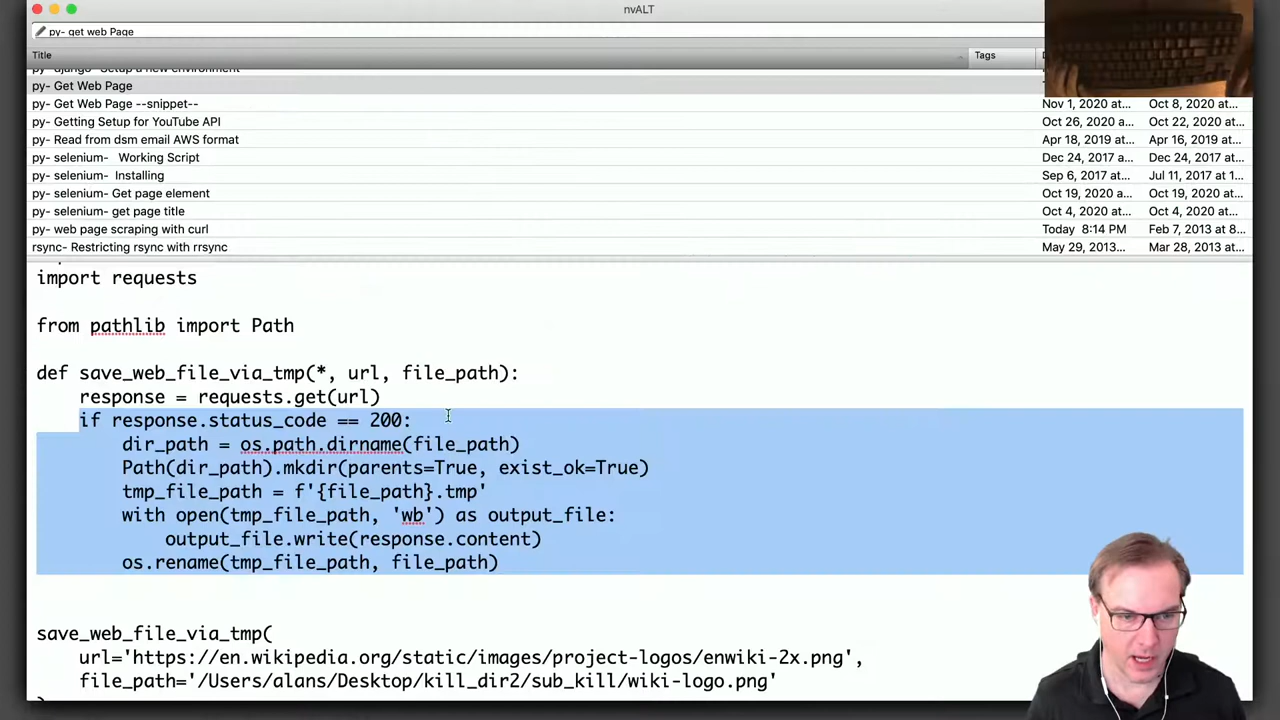 nvALT
py- get web Page
Title
Tags
py- django- Setup a new environment
py- Get Web Page
py- Get Web Page --snippet--
Nov 1, 2020 at... Oct 8, 2020 at...
py- Getting Setup for YouTube API
Oct 26, 2020 a... Oct 22, 2020 at...
py- Read from dsm email AWS format
Apr 18, 2019 at... Apr 16, 2019 at...
py- selenium- Working Script
Dec 24, 2017 a... Dec 24, 2017 at...
py- selenium- Installing
Sep 6, 2017 at... Jul 11, 2017 at 1...
py- selenium- Get page element
Oct 19, 2020 a... Oct 19, 2020 at...
py- selenium- get page title
Oct 4, 2020 at... Oct 4, 2020 at...
py- web page scraping with curl
Today 8:14 PM Feb 7, 2013 at 8...
rsync- Restricting rsync with rrsync
May 29, 2013... Mar 28, 2013 at...
import requests
from pathlib import Path
def save_web_file_via_tmp(*, url, file_path):
response = requests.get(url)
if response.status_code == 200:
dir_path = os.path.dirname(file_path)
Path(dir_path).mkdir(parents=True, exist_ok=True)
tmp_file_path = f'{file_path}.tmp'
with open(tmp_file_path, 'wb') as output_file:
output_file.write(response.content)
os.rename(tmp_file_path, file_path)
save_web_file_via_tmp(
url='https://en.wikipedia.org/static/images/project-logos/enwiki-2x.png',
file_path='/Users/alans/Desktop/kill_dir2/sub_kill/wiki-logo.png'